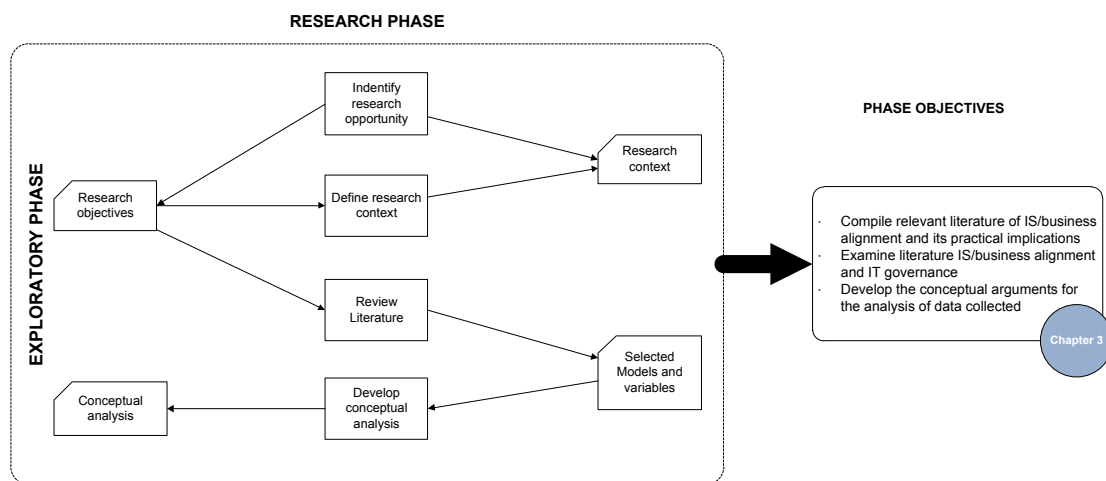 RESEARCH PHASE
EXPLORATORY PHASE
Indentify
research
opportunity
Research
context
Research
objectives
Define research
context
Review
Literature
Selected
Models and
variables
Develop
conceptual
analysis
Conceptual
analysis
PHASE OBJECTIVES
· Compile relevant literature of IS/business
alignment and its practical implications
· Examine literature IS/business alignment
and IT governance
· Develop the conceptual arguments for
the analysis of data collected
Chapter 3